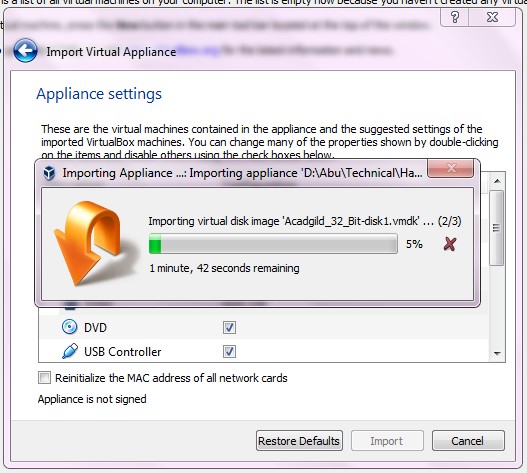 is a list of all virtual machines on your computer. The list is empty now because you haven't created any virtua
machine, press the
button in the main tool bar located at the top of the window.
for the latest information and news.
Import Virtual Appliance
Appliance settings
These are the virtual machines contained in the appliance and the suggested settings of the
imported VirtualBox machines. You can change many of the properties shown by double-clicking
on the items and disable others using the check boxes below.
Importing Appliance ...: Importing appliance 'D:\Abu\Technical\Ha...
Importing virtual disk image 'Acadgild_32_Bit-disk1.vmdk' ... (2/3)
5%
1 minute, 42 seconds remaining
DVD
USB Controller
Reinitialize the MAC address of all network cards
Appliance is not signed
Restore Defaults
Import
Cancel